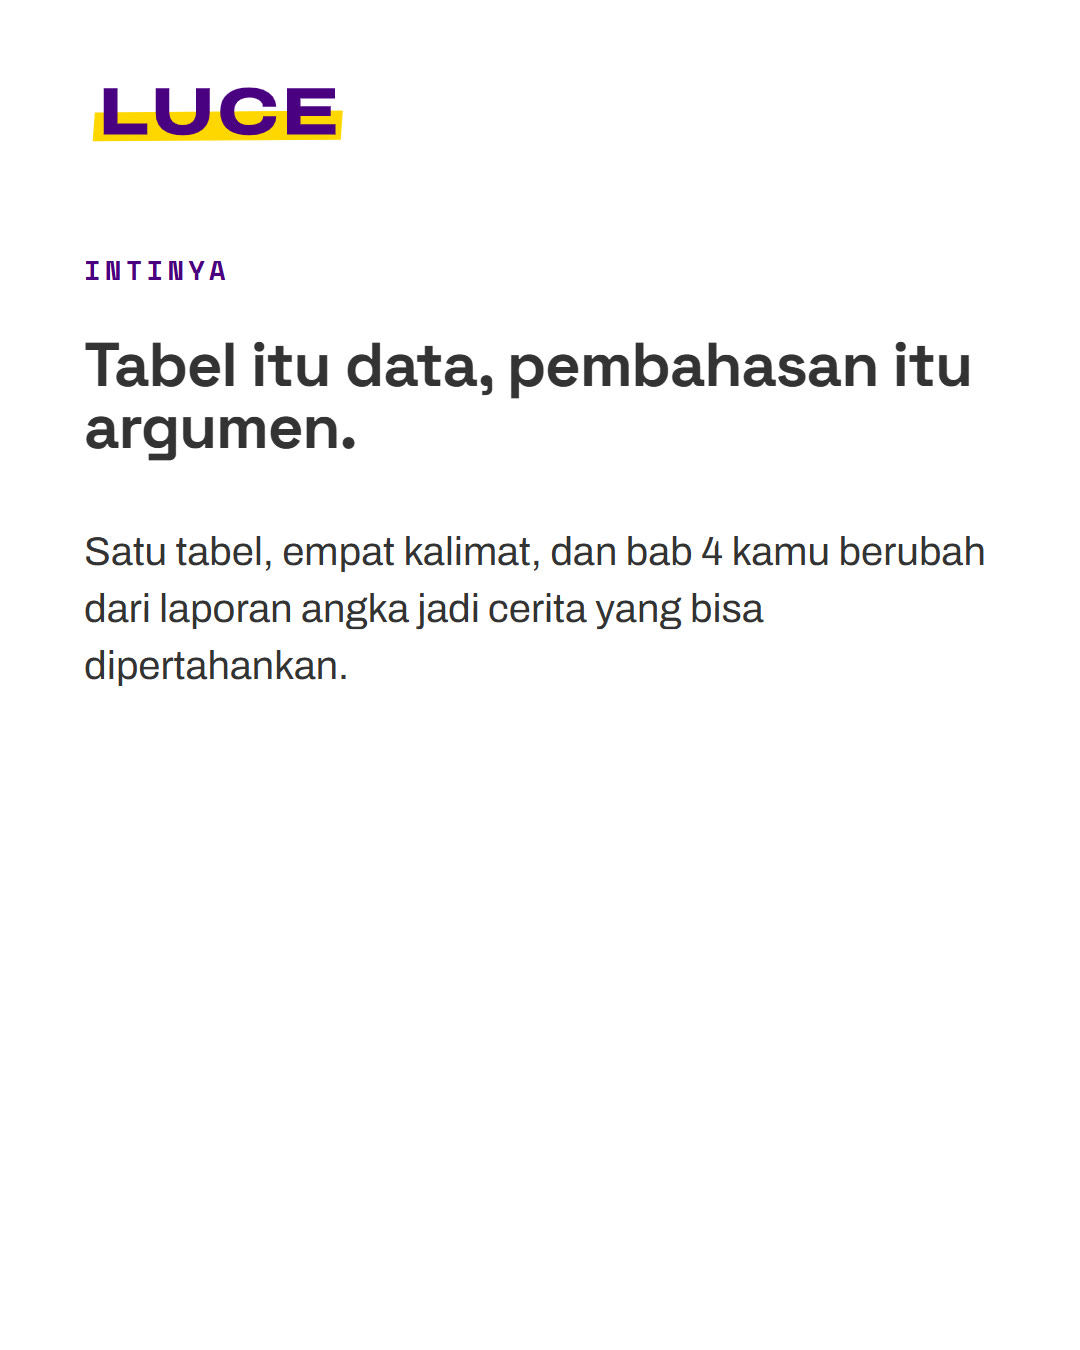 LUCE
INTINYA
Tabel itu data, pembahasan itu
argumen.
Satu tabel, empat kalimat, dan bab 4 kamu berubah
dari laporan angka jadi cerita yang bisa
dipertahankan.